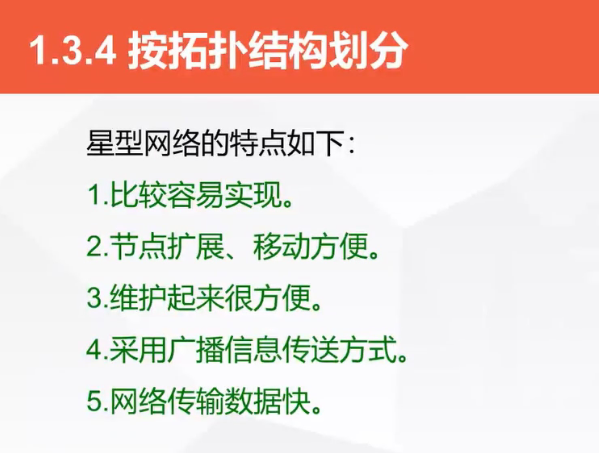 1.3.4 按拓扑结构划分
星型网络的特点如下：
1.比较容易实现。
2.节点扩展、移动方便。
3.维护起来很方便。
4.采用广播信息传送方式。
5.网络传输数据快。